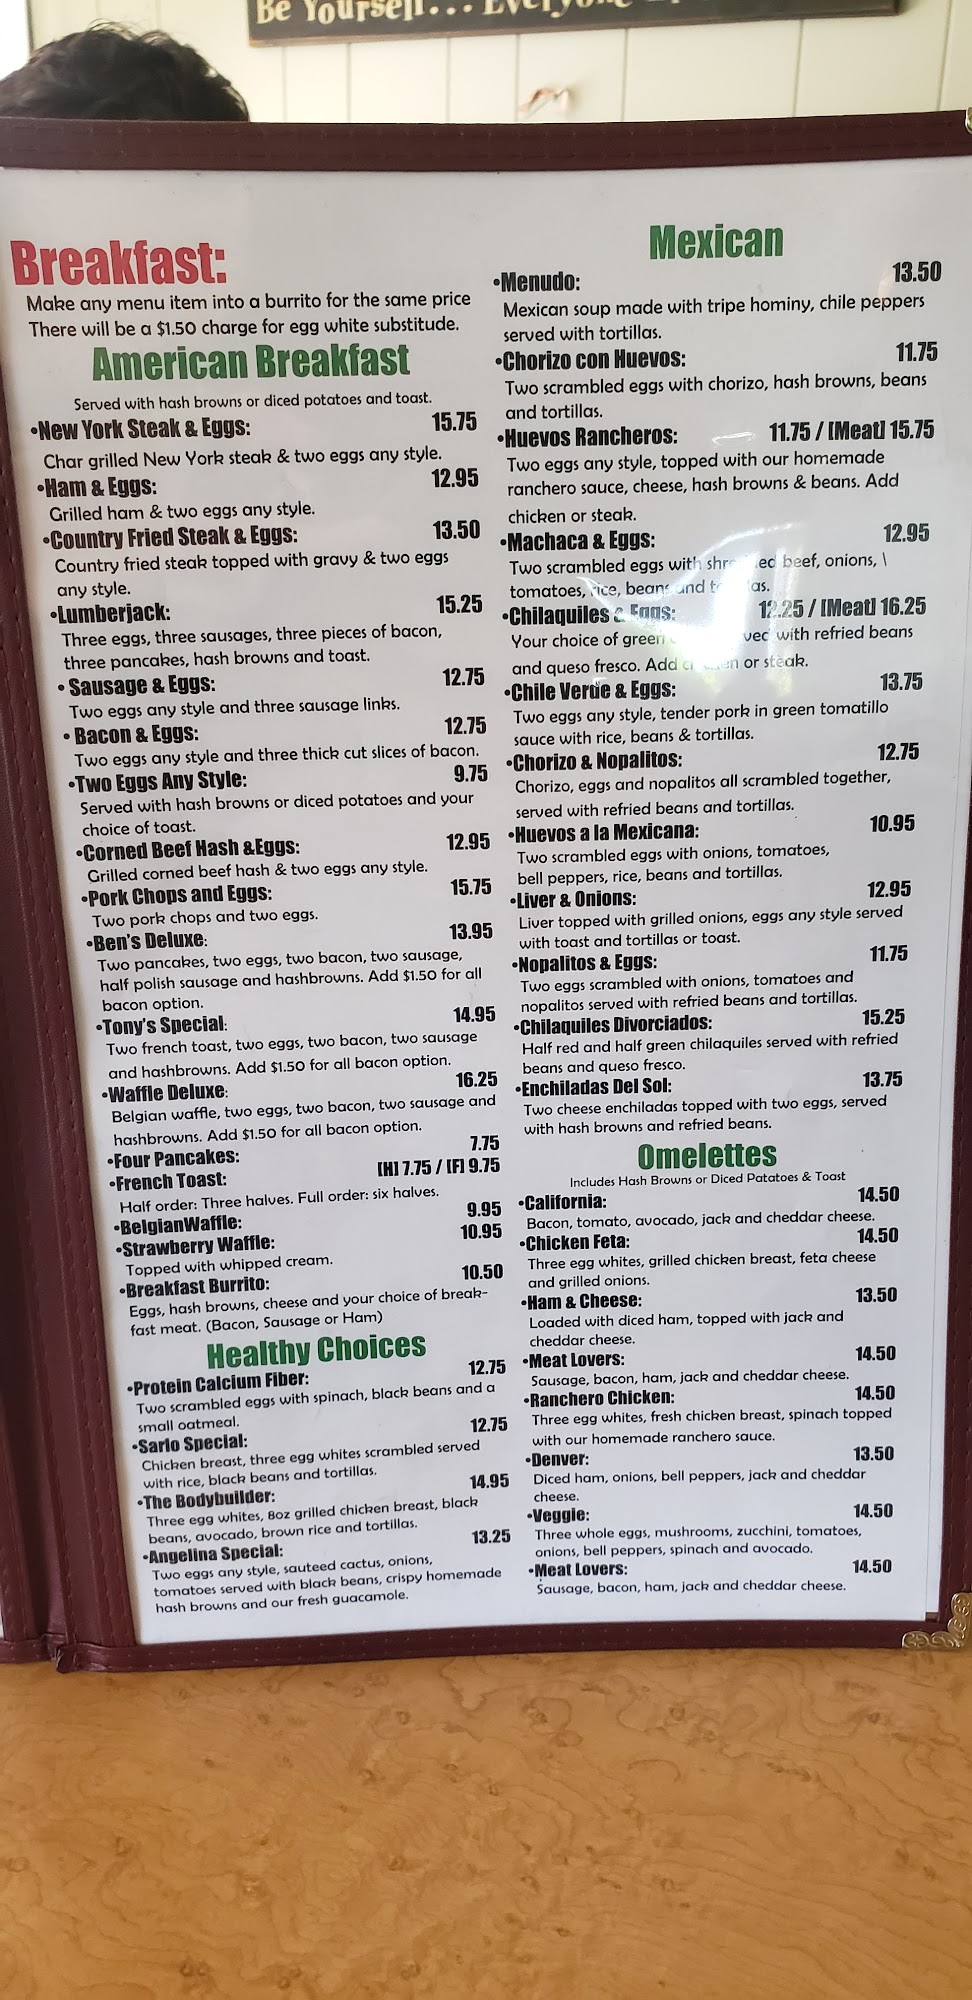 Be Yourself...
Breakfast:
Make any menu item into a burrito for the same price
There will be a $1.50 charge for egg white substitude.
American Breakfast
Served with hash browns or diced potatoes and toast.
•New York Steak & Eggs: 15.75
Char grilled New York steak & two eggs any style.
•Ham & Eggs: 12.95
Grilled ham & two eggs any style.
•Country Fried Steak & Eggs: 13.50
Country fried steak topped with gravy & two eggs
any style.
•Lumberjack: 15.25
Three eggs, three sausages, three pieces of bacon,
three pancakes, hash browns and toast.
• Sausage & Eggs: 12.75
Two eggs any style and three sausage links.
• Bacon & Eggs: 12.75
Two eggs any style and three thick cut slices of bacon.
•Two Eggs Any Style: 9.75
Served with hash browns or diced potatoes and your
choice of toast.
•Corned Beef Hash &Eggs: 12.95
Grilled corned beef hash & two eggs any style.
•Pork Chops and Eggs: 15.75
Two pork chops and two eggs.
•Ben's Deluxe: 13.95
Two pancakes, two eggs, two bacon, two sausage,
half polish sausage and hashbrowns. Add $1.50 for all
bacon option.
•Tony's Special: 14.95
Two french toast, two eggs, two bacon, two sausage
and hashbrowns. Add $1.50 for all bacon option.
•Waffle Deluxe: 16.25
Belgian waffle, two eggs, two bacon, two sausage and
hashbrowns. Add $1.50 for all bacon option.
•Four Pancakes: 7.75
•French Toast: [H] 7.75 / [F] 9.75
Half order: Three halves. Full order: six halves.
•BelgianWaffle: 9.95
•Strawberry Waffle: 10.95
Topped with whipped cream.
•Breakfast Burrito: 10.50
Eggs, hash browns, cheese and your choice of break-
fast meat. (Bacon, Sausage or Ham)
Healthy Choices
•Protein Calcium Fiber: 12.75
Two scrambled eggs with spinach, black beans and a
small oatmeal.
•Sarlo Special: 12.75
Chicken breast, three egg whites scrambled served
with rice, black beans and tortillas.
•The Bodybuilder: 14.95
Three egg whites, 8oz grilled chicken breast, black
beans, avocado, brown rice and tortillas.
•Angelina Special: 13.25
Two eggs any style, sauteed cactus, onions,
tomatoes served with black beans, crispy homemade
hash browns and our fresh guacamole.
Mexican
•Menudo: 13.50
Mexican soup made with tripe hominy, chile peppers
served with tortillas.
•Chorizo con Huevos: 11.75
Two scrambled eggs with chorizo, hash browns, beans
and tortillas.
•Huevos Rancheros: 11.75 / [Meat] 15.75
Two eggs any style, topped with our homemade
ranchero sauce, cheese, hash browns & beans. Add
chicken or steak.
•Machaca & Eggs: 12.95
Two scrambled eggs with beef, onions, \
tomatoes, rice, beans and
•Chilaquiles & Eggs: 12.25 / [Meat] 16.25
Your choice of green with refried beans
and queso fresco. Add or steak.
•Chile Verde & Eggs: 13.75
Two eggs any style, tender pork in green tomatillo
sauce with rice, beans & tortillas.
•Chorizo & Nopalitos: 12.75
Chorizo, eggs and nopalitos all scrambled together,
served with refried beans and tortillas.
•Huevos a la Mexicana: 10.95
Two scrambled eggs with onions, tomatoes,
bell peppers, rice, beans and tortillas.
•Liver & Onions: 12.95
Liver topped with grilled onions, eggs any style served
with toast and tortillas or toast.
•Nopalitos & Eggs: 11.75
Two eggs scrambled with onions, tomatoes and
nopalitos served with refried beans and tortillas.
•Chilaquiles Divorciados: 15.25
Half red and half green chilaquiles served with refried
beans and queso fresco.
•Enchiladas Del Sol: 13.75
Two cheese enchiladas topped with two eggs, served
with hash browns and refried beans.
Omelettes
Includes Hash Browns or Diced Patatoes & Toast
•California: 14.50
Bacon, tomato, avocado, jack and cheddar cheese.
•Chicken Feta: 14.50
Three egg whites, grilled chicken breast, feta cheese
and grilled onions.
•Ham & Cheese: 13.50
Loaded with diced ham, topped with jack and
cheddar cheese.
•Meat Lovers: 14.50
Sausage, bacon, ham, jack and cheddar cheese.
•Ranchero Chicken: 14.50
Three egg whites, fresh chicken breast, spinach topped
with our homemade ranchero sauce.
•Denver: 13.50
Diced ham, onions, bell peppers, jack and cheddar
cheese.
•Veggie: 14.50
Three whole eggs, mushrooms, zucchini, tomatoes,
onions, bell peppers, spinach and avocado.
•Meat Lovers: 14.50
Sausage, bacon, ham, jack and cheddar cheese.